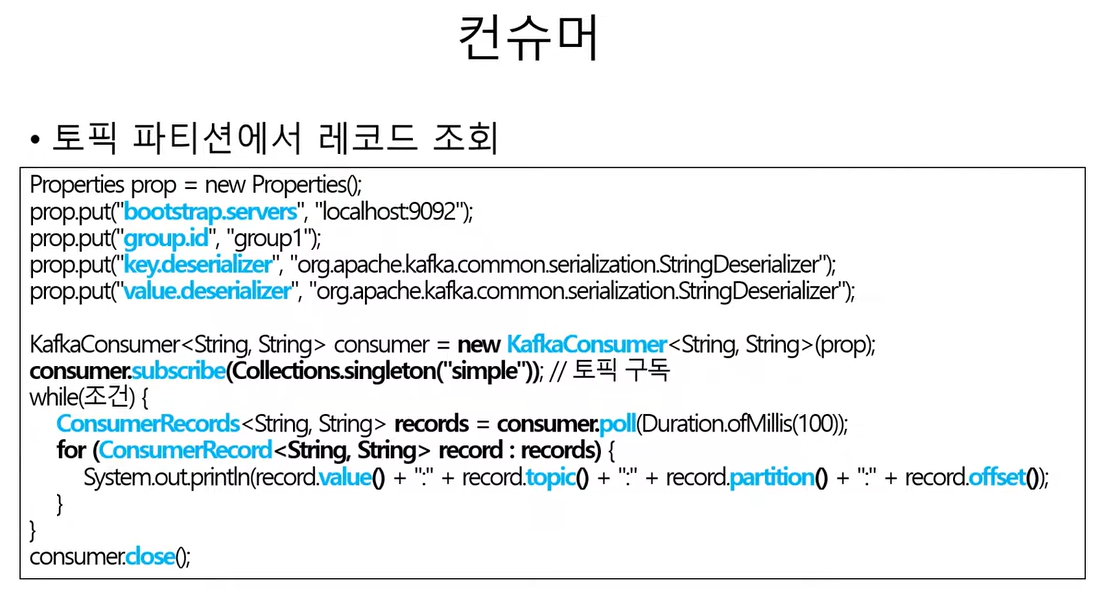 컨슈머
• 토픽 파티션에서 레코드 조회
Properties prop = new Properties();
prop.put("bootstrap.servers", "localhost:9092");
prop.put("group.id", "group1");
prop.put("key.deserializer", "org.apache.kafka.common.serialization.StringDeserializer");
prop.put("value.deserializer", "org.apache.kafka.common.serialization.StringDeserializer");
KafkaConsumer<String, String> consumer = new KafkaConsumer<String, String>(prop);
consumer.subscribe(Collections.singleton("simple")); // 토픽 구독
while(조건) {
ConsumerRecords<String, String> records = consumer.poll(Duration.ofMillis(100));
for (ConsumerRecord<String, String> record : records) {
System.out.println(record.value() + ":" + record.topic() + ":" + record.partition() + ":" + record.offset());
}
}
consumer.close();